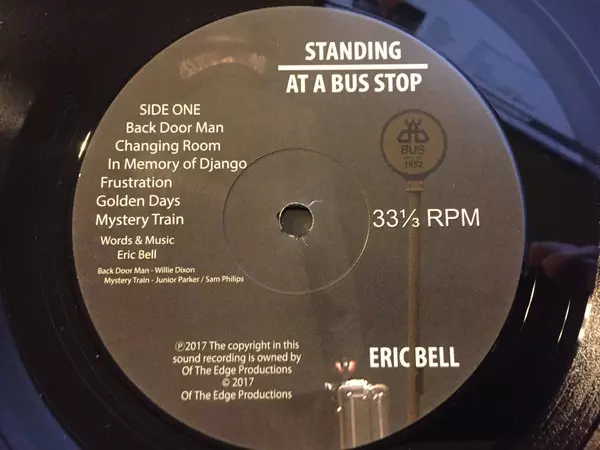 STANDING
AT A BUS STOP
SIDE ONE
Back Door Man
Changing Room
In Memory of Django
Frustration
Golden Days
Mystery Train
Words & Music
Eric Bell
Back Door Man - Willie Dixon
Mystery Train - Junior Parker / Sam Philips
BUS
1652
33⅓ RPM
℗2017 The copyright in this
sound recording is owned by
Of The Edge Productions
© 2017
Of The Edge Productions
ERIC BELL